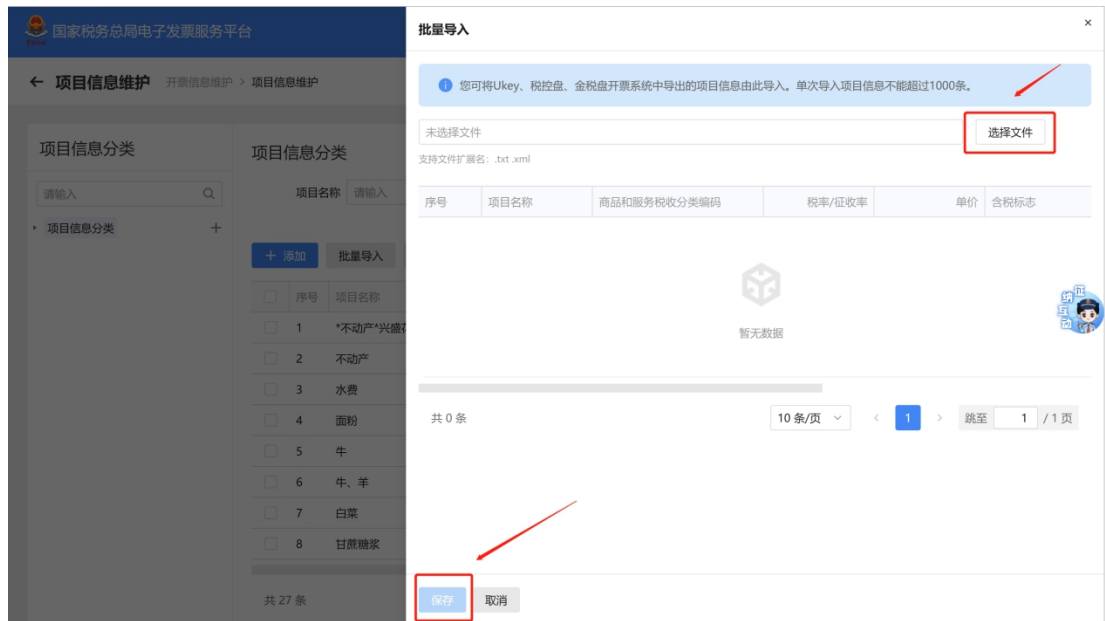 国家税务总局电子发票服务平台
批量导入
×
← 项目信息维护 开票信息维护 > 项目信息维护
您可将Ukey、税控盘、金税盘开票系统中导出的项目信息由此导入。单次导入项目信息不能超过1000条。
未选择文件 选择文件
支持文件扩展名：.txt .xml
项目信息分类
请输入
项目信息分类 +
项目信息分类
项目名称 请输入
+ 添加 批量导入
序号 项目名称
1 *不动产*兴盛
2 不动产
3 水费
4 面粉
5 牛
6 牛、羊
7 白菜
8 甘蔗糖浆
共 27 条
序号 项目名称 商品和服务税收分类编码 税率/征收率 单价 含税标志
暂无数据
征纳互动
共 0 条 10 条/页 < 1 > 跳至 1 / 1 页
保存 取消